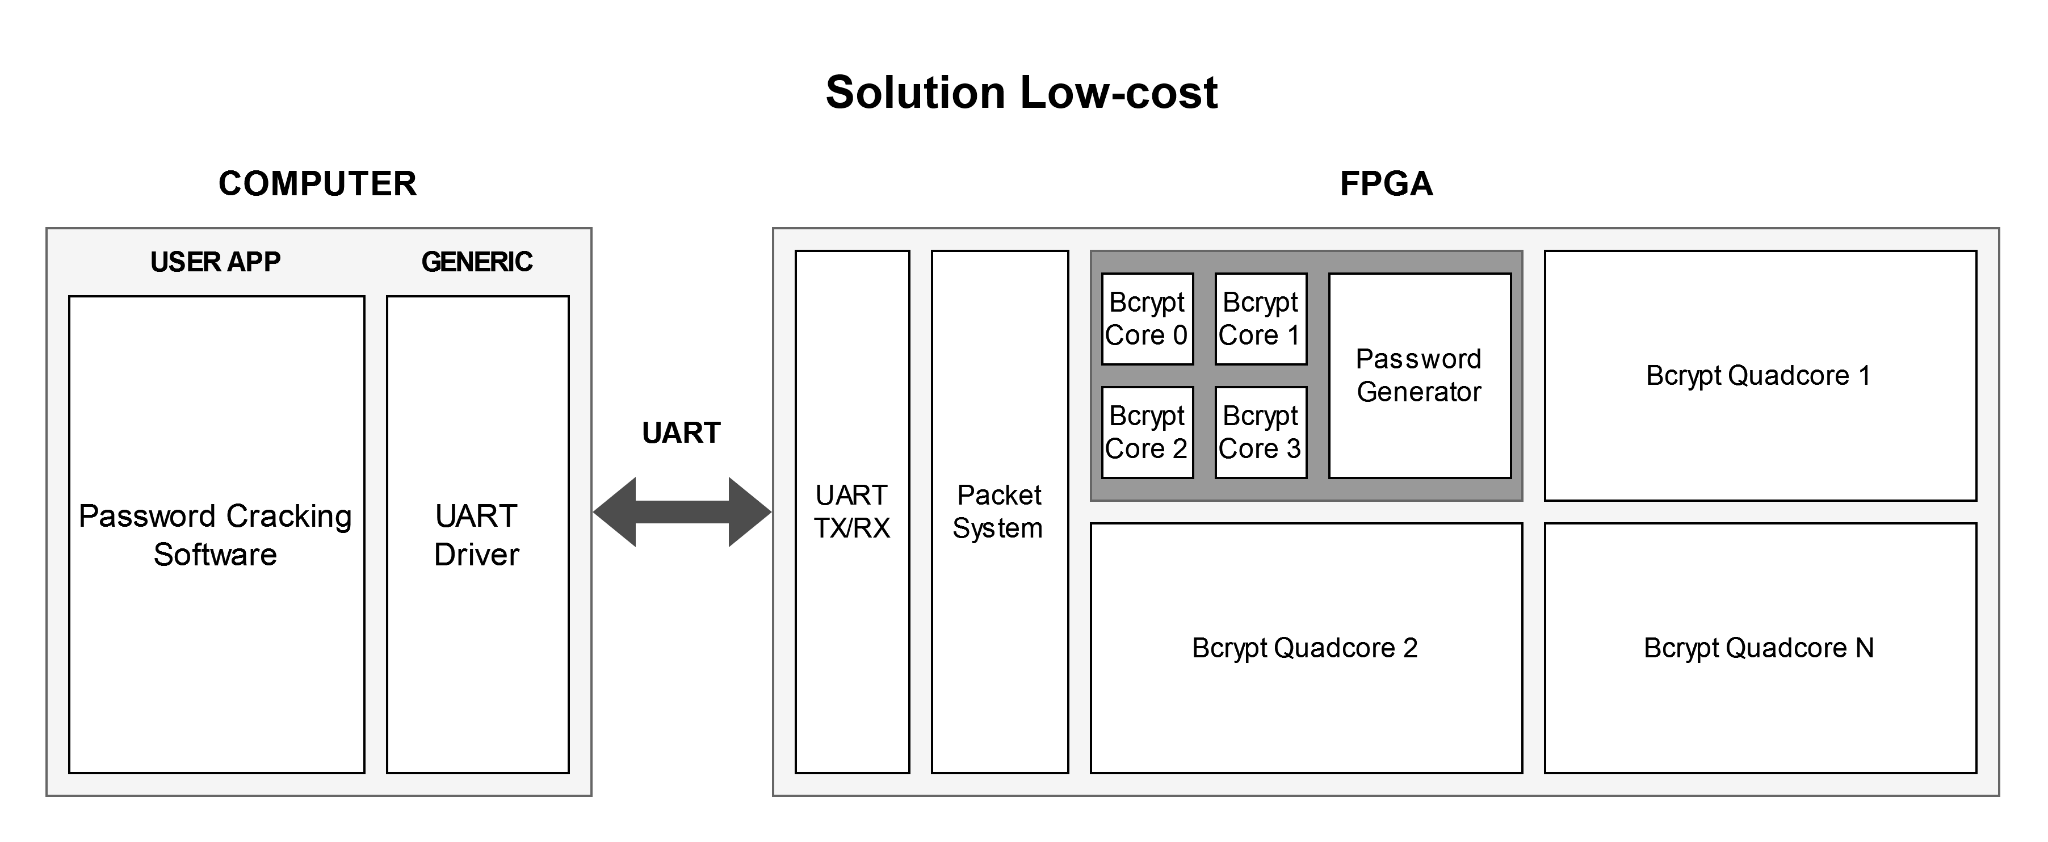 Solution Low-cost
COMPUTER
USER APP
GENERIC
Password Cracking
Software
UART
Driver
UART
FPGA
UART
TX/RX
Packet
System
Bcrypt
Core 0
Bcrypt
Core 1
Bcrypt
Core 2
Bcrypt
Core 3
Password
Generator
Bcrypt Quadcore 1
Bcrypt Quadcore 2
Bcrypt Quadcore N